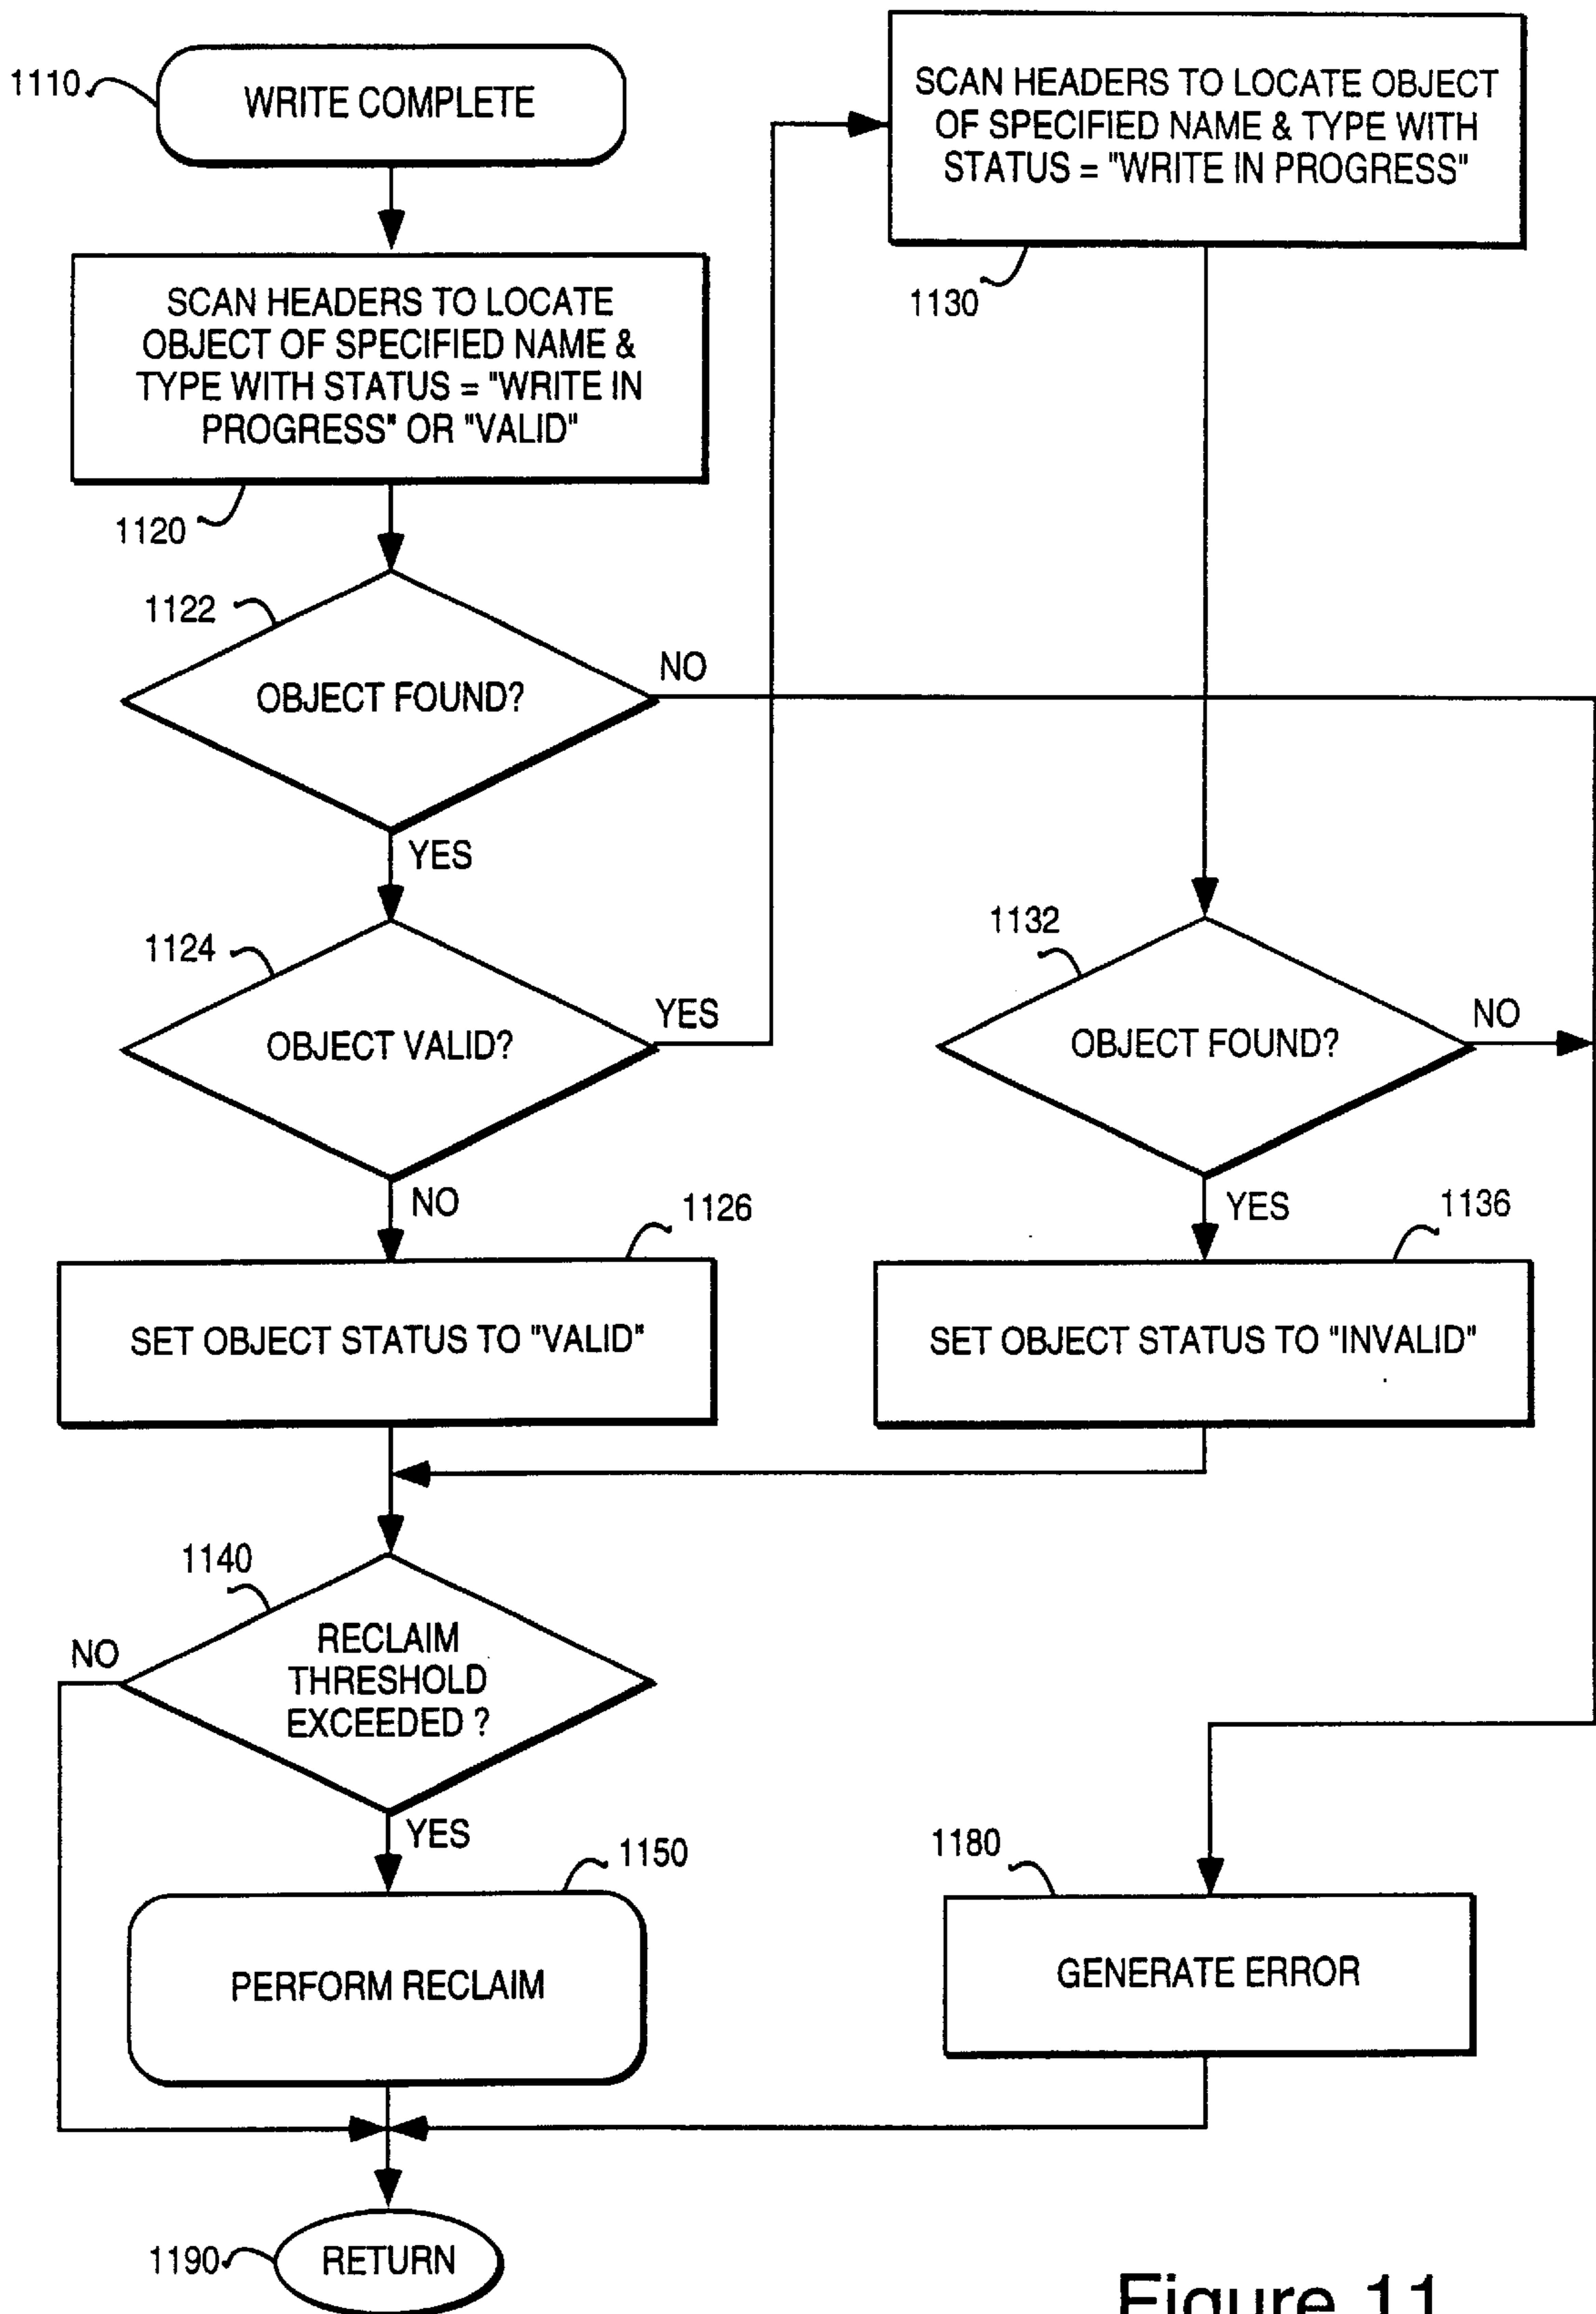 1110
WRITE COMPLETE
SCAN HEADERS TO LOCATE
OBJECT OF SPECIFIED NAME &
TYPE WITH STATUS = "WRITE IN
PROGRESS" OR "VALID"
1120
1122
OBJECT FOUND?
NO
YES
1124
OBJECT VALID?
YES
NO
1126
SET OBJECT STATUS TO "VALID"
SCAN HEADERS TO LOCATE OBJECT
OF SPECIFIED NAME & TYPE WITH
STATUS = "WRITE IN PROGRESS"
1130
1132
OBJECT FOUND?
NO
YES
1136
SET OBJECT STATUS TO "INVALID"
1140
RECLAIM
THRESHOLD
EXCEEDED ?
NO
YES
1150
PERFORM RECLAIM
1180
GENERATE ERROR
1190
RETURN
Figure 11